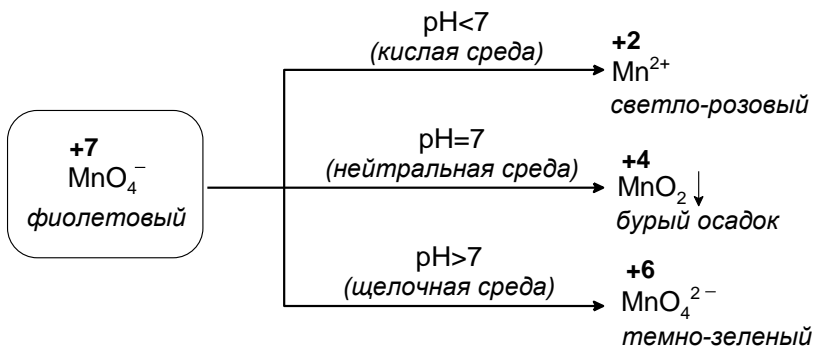 +7
MnO₄⁻
фиолетовый
pH<7
(кислая среда)
+2
Mn²⁺
светло-розовый
pH=7
(нейтральная среда)
+4
MnO₂↓
бурый осадок
pH>7
(щелочная среда)
+6
MnO₄²⁻
темно-зеленый